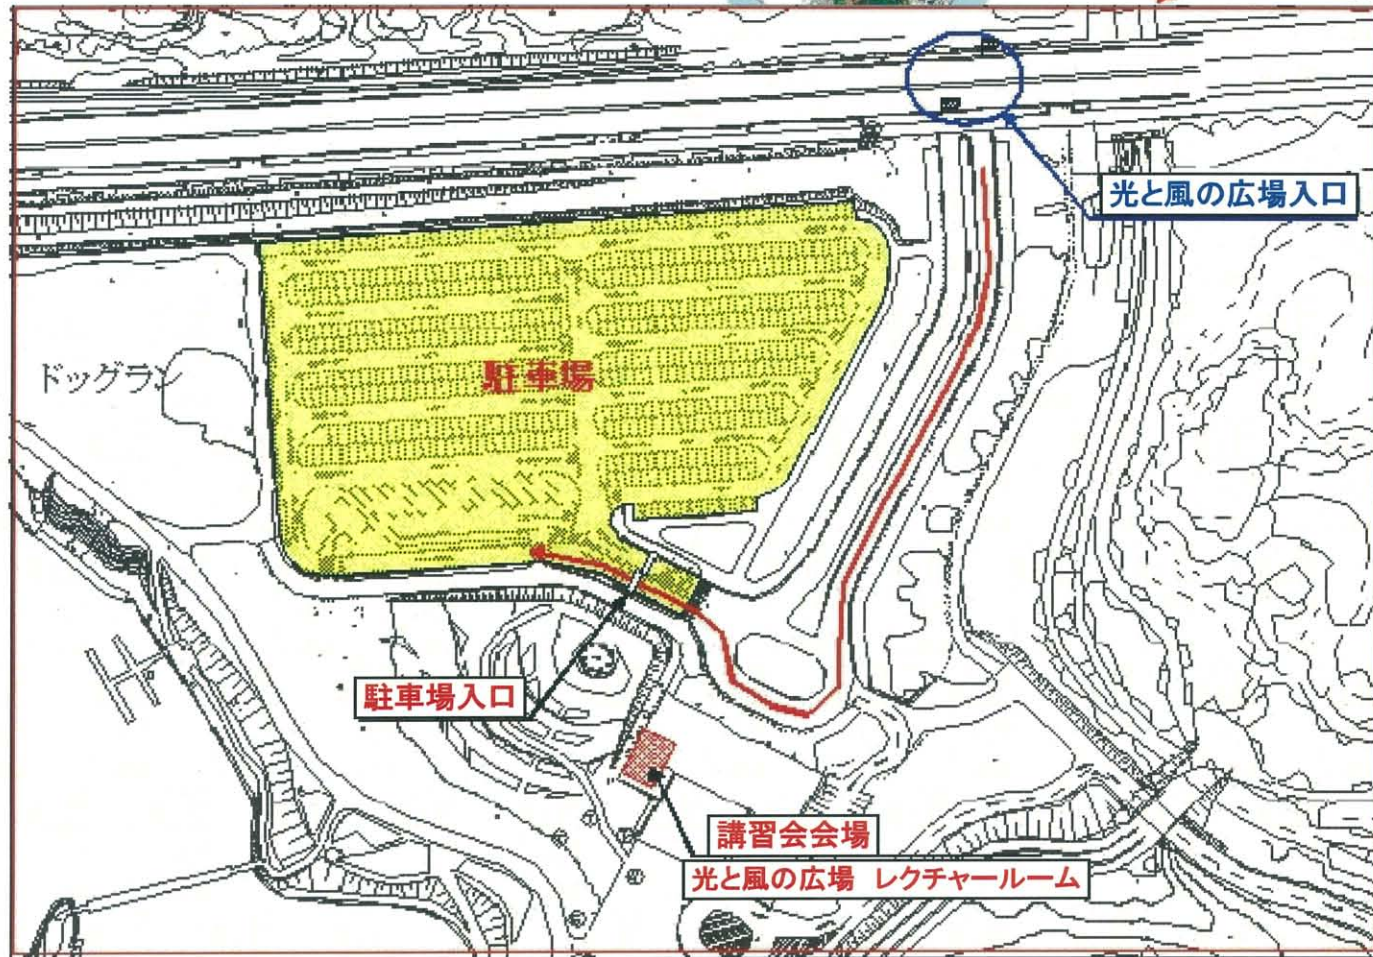 光と風の広場入口
ドッグラン
駐車場
駐車場入口
講習会会場
光と風の広場 レクチャールーム